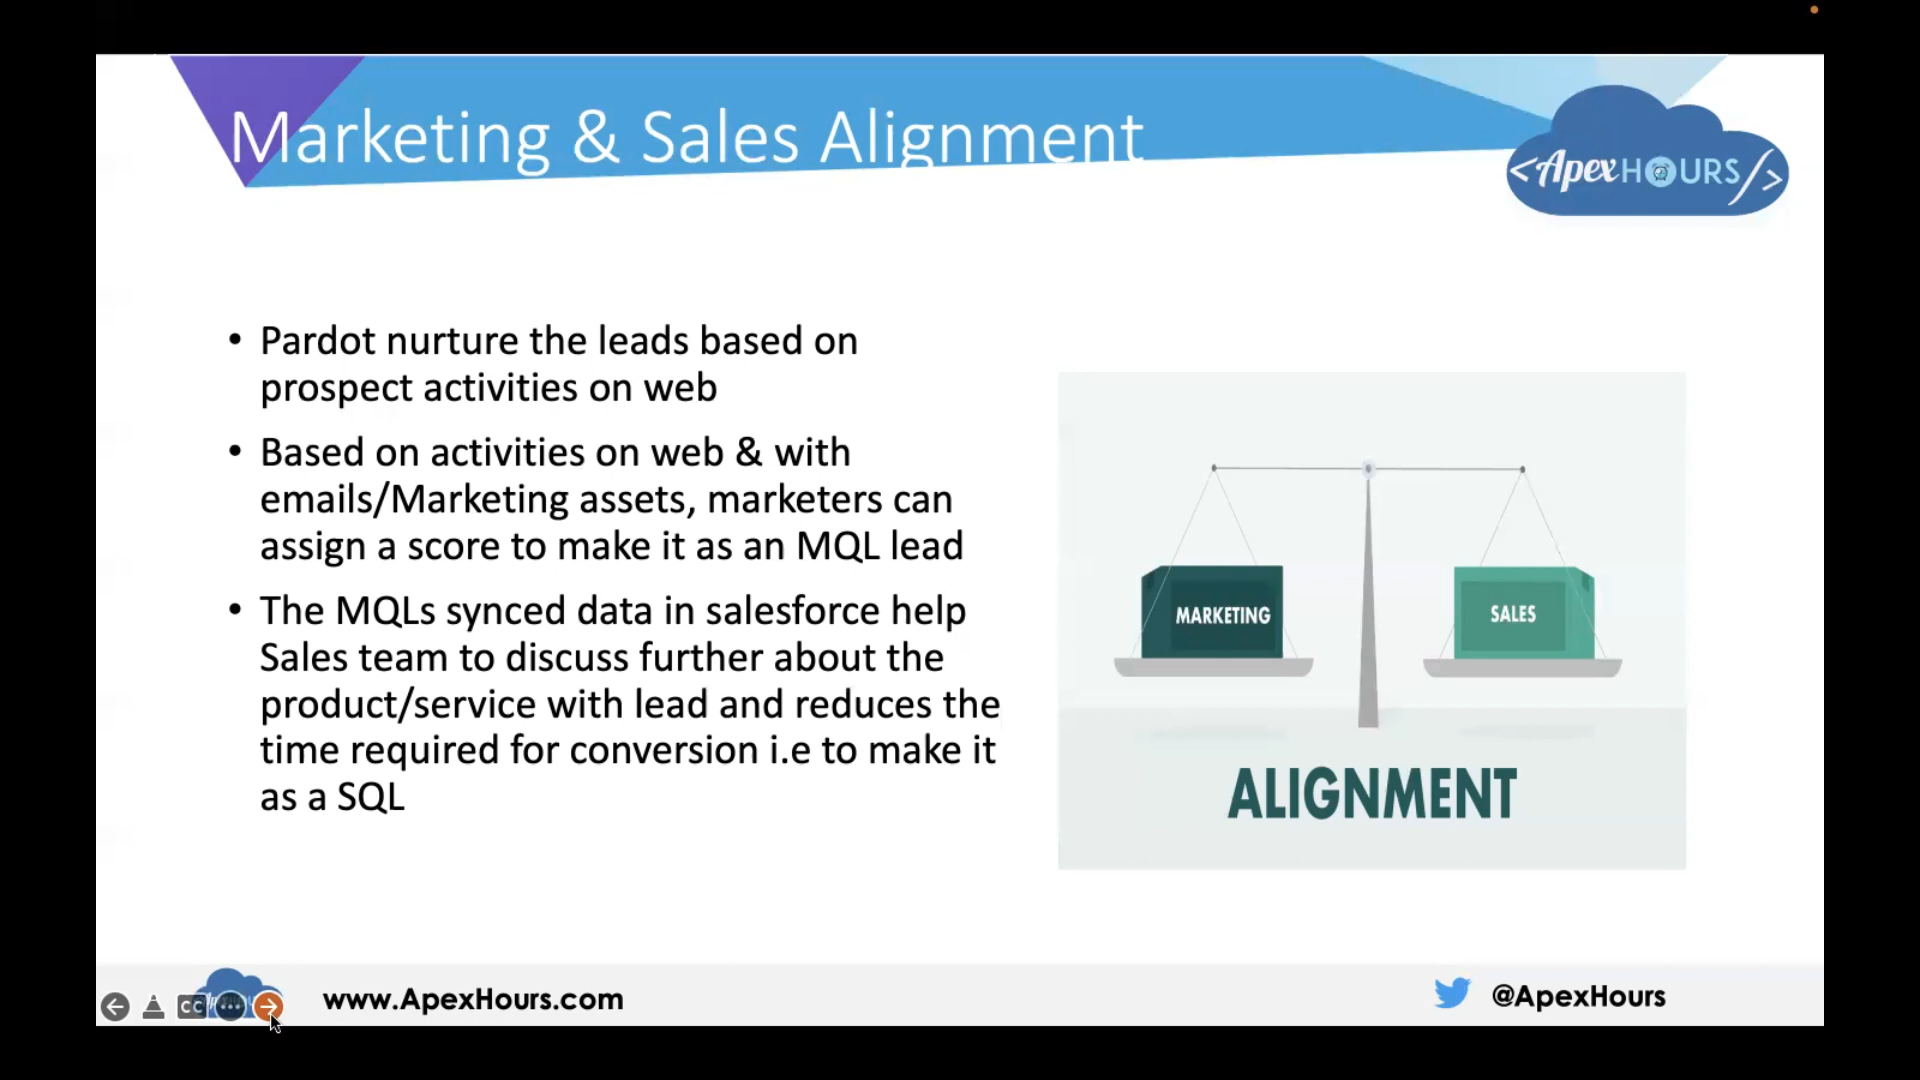 Marketing & Sales Alignment
<ApexHOURS/>
• Pardot nurture the leads based on
prospect activities on web
• Based on activities on web & with
emails/Marketing assets, marketers can
assign a score to make it as an MQL lead
• The MQLs synced data in salesforce help
Sales team to discuss further about the
product/service with lead and reduces the
time required for conversion i.e to make it
as a SQL
MARKETING
SALES
ALIGNMENT
CC
www.ApexHours.com
@ApexHours